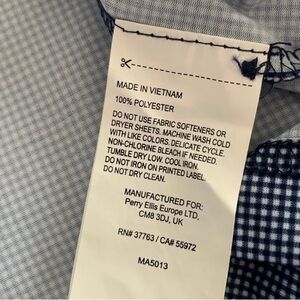 MADE IN VIETNAM
100% POLYESTER
DO NOT USE FABRIC SOFTENERS OR
DRYER SHEETS. MACHINE WASH COLD
WITH LIKE COLORS. DELICATE CYCLE.
NON-CHLORINE BLEACH IF NEEDED.
TUMBLE DRY LOW. COOL IRON.
DO NOT IRON ON PRINTED LABEL.
DO NOT DRY CLEAN.
MANUFACTURED FOR:
Perry Ellis Europe LTD,
CM8 3DJ, UK
RN# 37763 / CA# 55972
MA5013